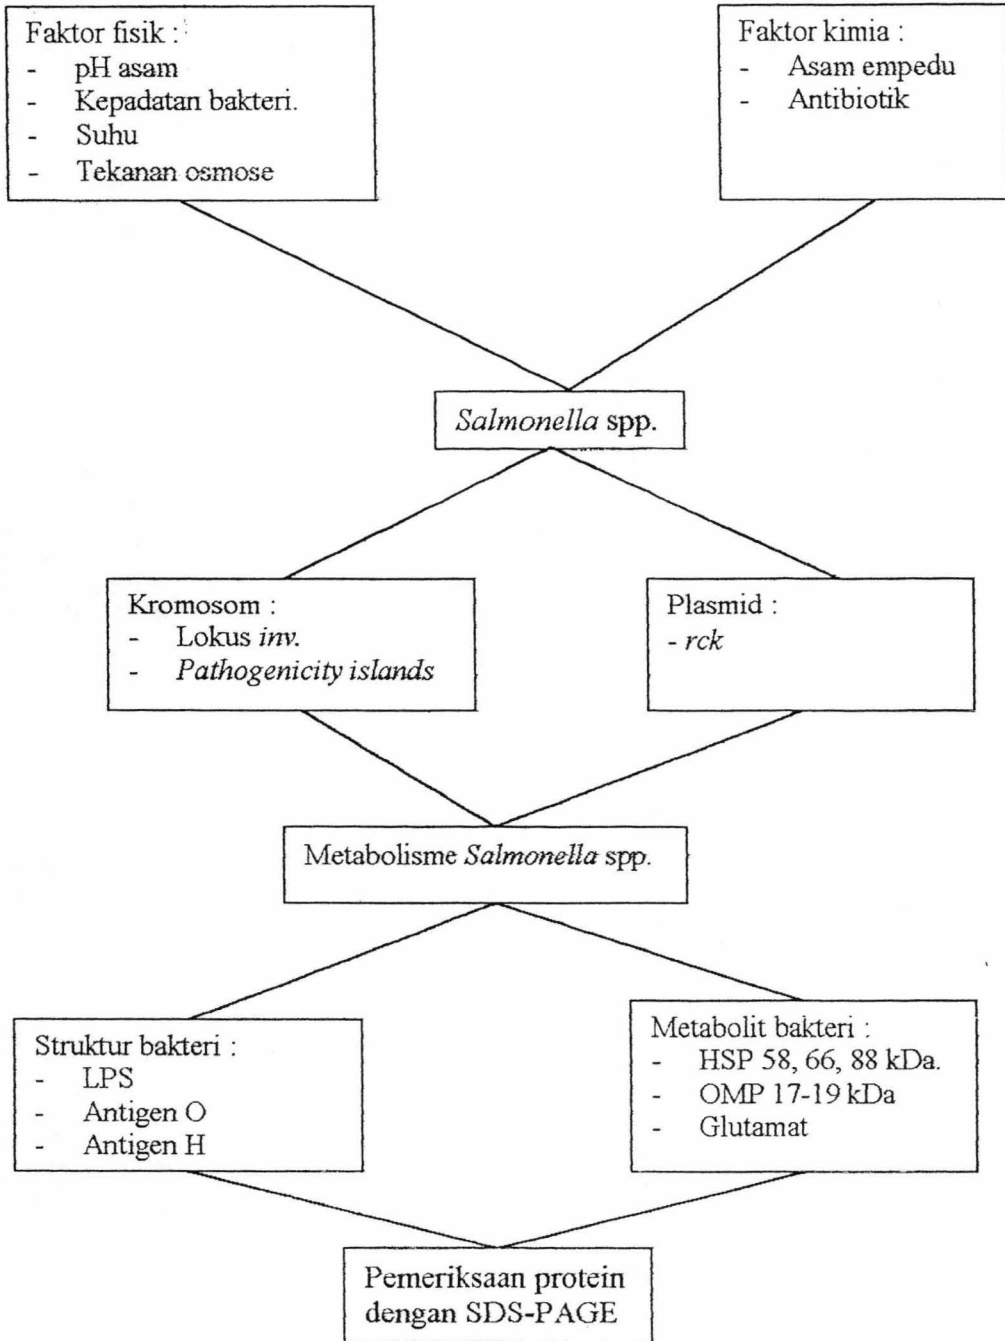 Faktor fisik :
- pH asam
- Kepadatan bakteri.
- Suhu
- Tekanan osmose
Faktor kimia :
- Asam empedu
- Antibiotik
Salmonella spp.
Kromosom :
- Lokus inv.
- Pathogenicity islands
Plasmid :
- rck
Metabolisme Salmonella spp.
Struktur bakteri :
- LPS
- Antigen O
- Antigen H
Metabolit bakteri :
- HSP 58, 66, 88 kDa.
- OMP 17-19 kDa
- Glutamat
Pemeriksaan protein
dengan SDS-PAGE